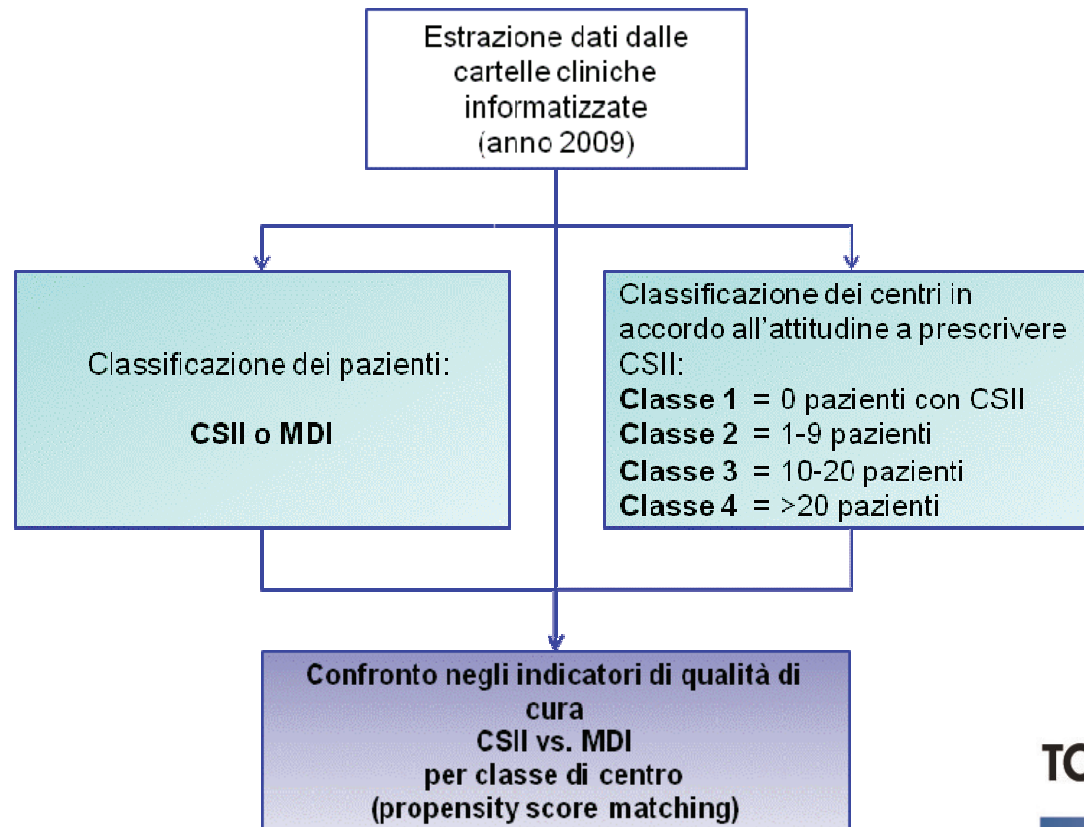 Estrazione dati dalle
cartelle cliniche
informatizzate
(anno 2009)
Classificazione dei pazienti:
CSII o MDI
Classificazione dei centri in
accordo all'attitudine a prescrivere
CSII:
Classe 1 = 0 pazienti con CSII
Classe 2 = 1-9 pazienti
Classe 3 = 10-20 pazienti
Classe 4 = >20 pazienti
Confronto negli indicatori di qualità di
cura
CSII vs. MDI
per classe di centro
(propensity score matching)